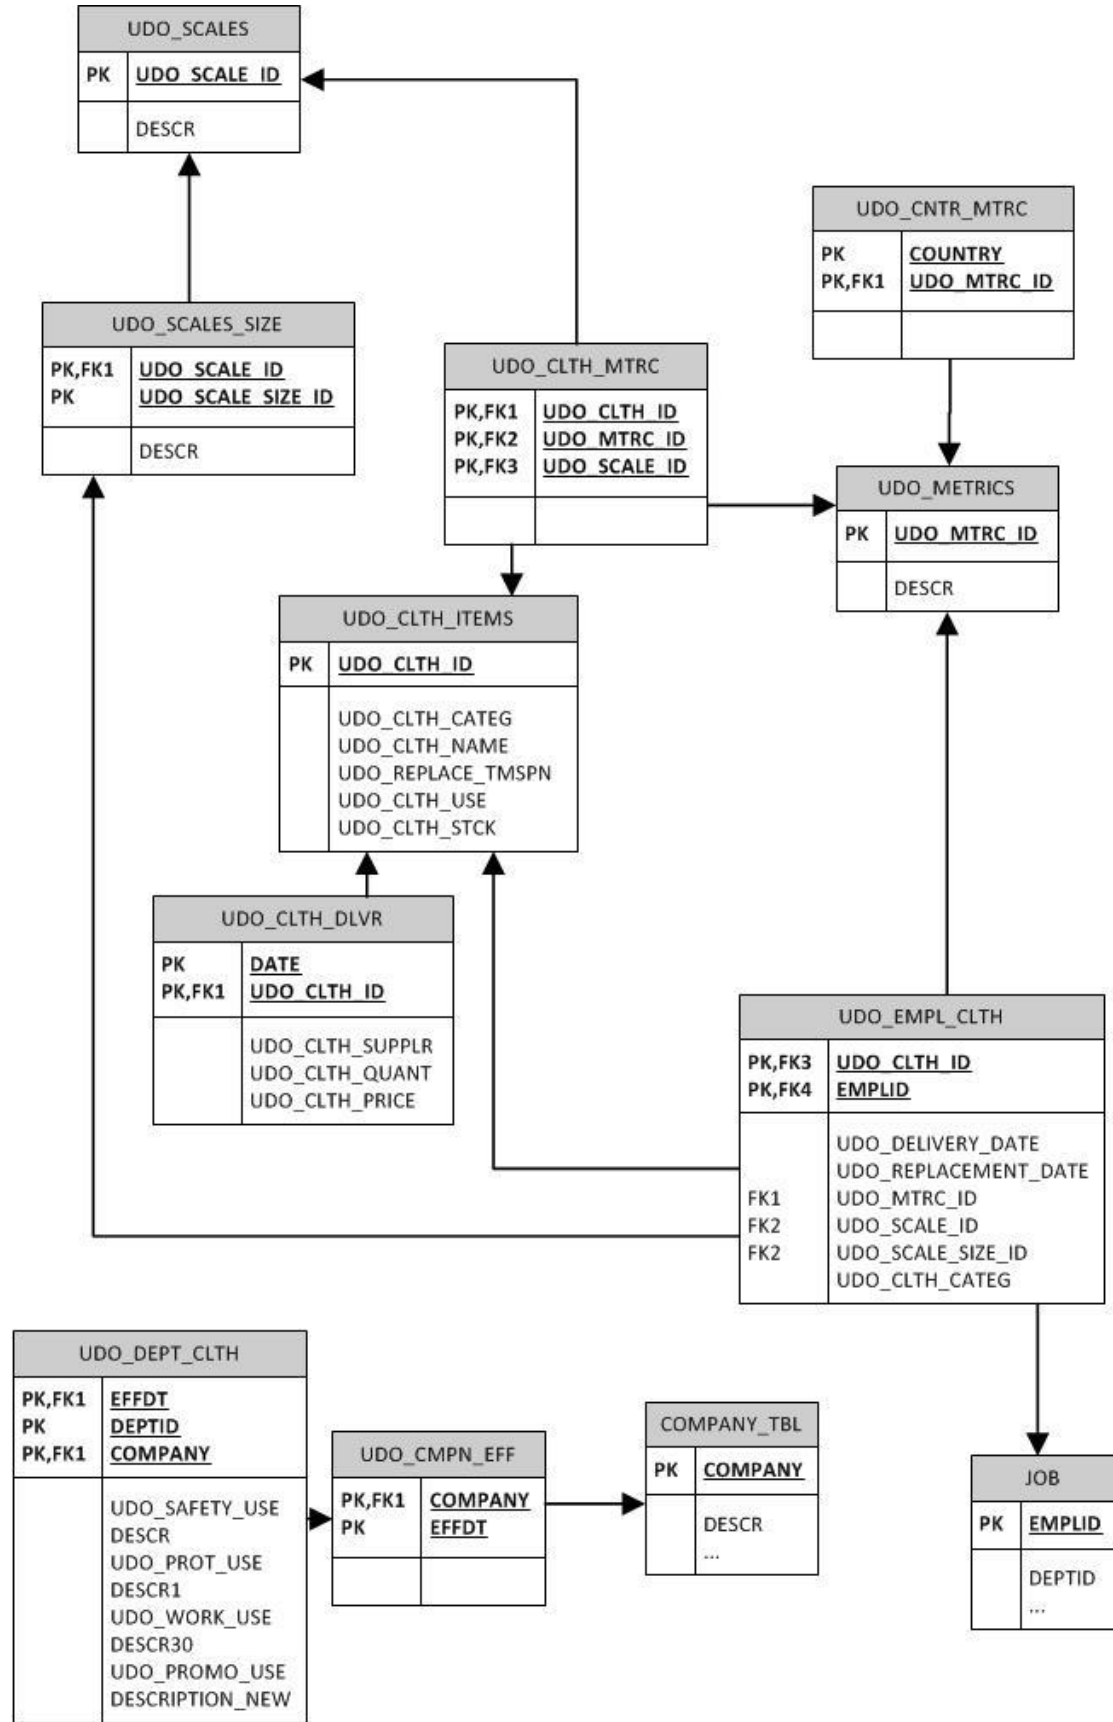 UDO_SCALES
PK UDO_SCALE_ID
DESCR
UDO_CNTR_MTRC
PK COUNTRY
PK,FK1 UDO_MTRC_ID
UDO_SCALES_SIZE
PK,FK1 UDO_SCALE_ID
PK UDO_SCALE_SIZE_ID
DESCR
UDO_CLTH_MTRC
PK,FK1 UDO_CLTH_ID
PK,FK2 UDO_MTRC_ID
PK,FK3 UDO_SCALE_ID
UDO_METRICS
PK UDO_MTRC_ID
DESCR
UDO_CLTH_ITEMS
PK UDO_CLTH_ID
UDO_CLTH_CATEG
UDO_CLTH_NAME
UDO_REPLACE_TMSPN
UDO_CLTH_USE
UDO_CLTH_STCK
UDO_CLTH_DLVR
PK DATE
PK,FK1 UDO_CLTH_ID
UDO_CLTH_SUPPLR
UDO_CLTH_QUANT
UDO_CLTH_PRICE
UDO_EMPL_CLTH
PK,FK3 UDO_CLTH_ID
PK,FK4 EMPLID
UDO_DELIVERY_DATE
UDO_REPLACEMENT_DATE
FK1 UDO_MTRC_ID
FK2 UDO_SCALE_ID
FK2 UDO_SCALE_SIZE_ID
UDO_CLTH_CATEG
UDO_DEPT_CLTH
PK,FK1 EFFDT
PK DEPTID
PK,FK1 COMPANY
UDO_SAFETY_USE
DESCR
UDO_PROT_USE
DESCR1
UDO_WORK_USE
DESCR30
UDO_PROMO_USE
DESCRIPTION_NEW
UDO_CMPN_EFF
PK,FK1 COMPANY
PK EFFDT
COMPANY_TBL
PK COMPANY
DESCR
...
JOB
PK EMPLID
DEPTID
...